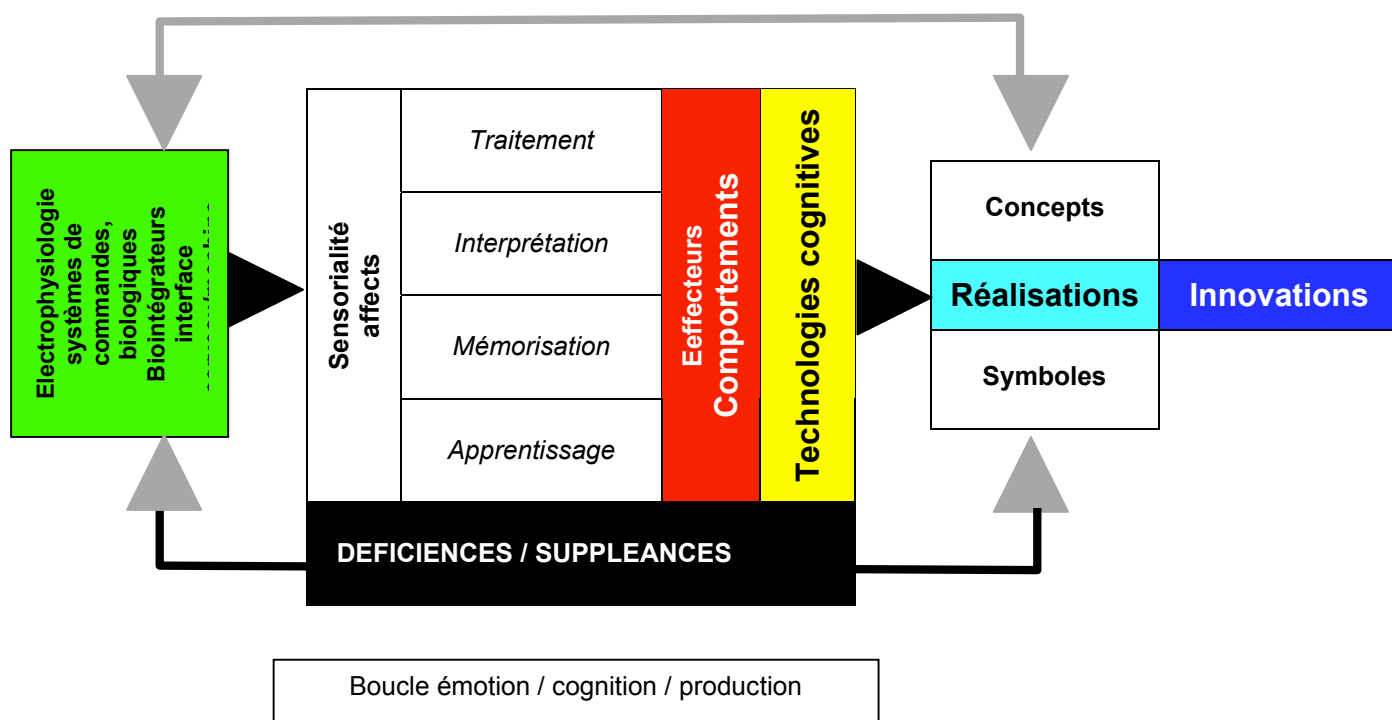 Electrophysiologie
systèmes de
commandes,
biologiques
Biointégrateurs
interface
Sensorialité
affects
Traitement
Interprétation
Mémorisation
Apprentissage
Eeffecteurs
Comportements
Technologies cognitives
DEFICIENCES / SUPPLEANCES
Concepts
Réalisations
Innovations
Symboles
Boucle émotion / cognition / production